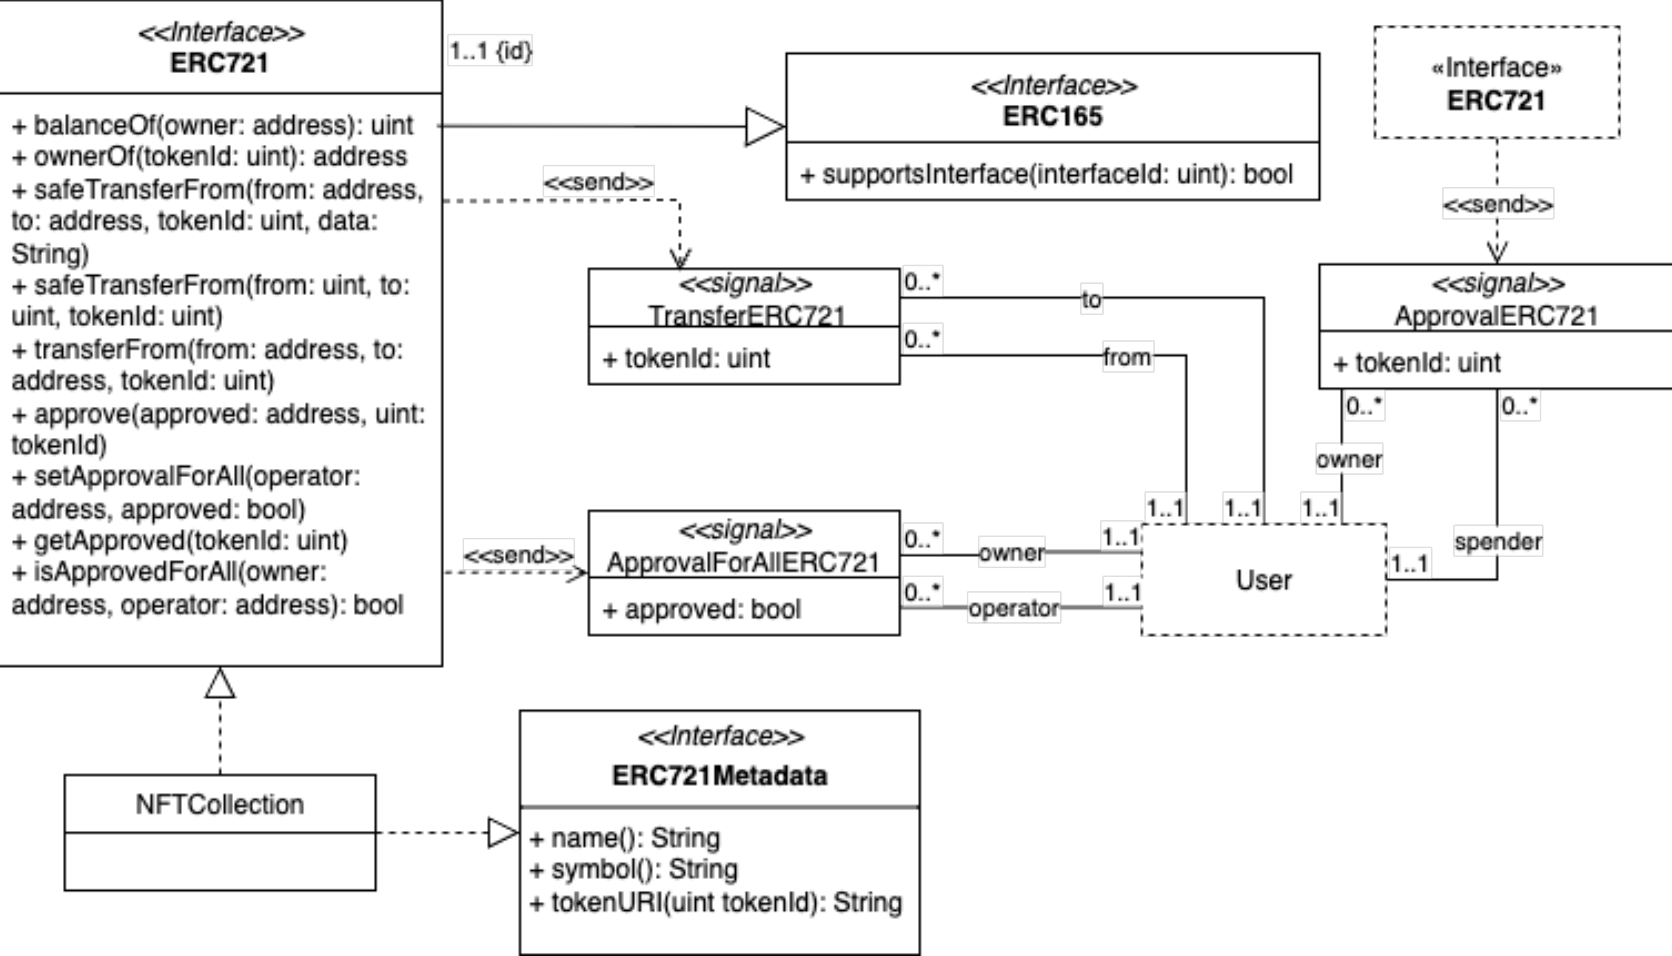 <<Interface>>
ERC721
+ balanceOf(owner: address): uint
+ ownerOf(tokenId: uint): address
+ safeTransferFrom(from: address,
to: address, tokenId: uint, data:
String)
+ safeTransferFrom(from: uint, to:
uint, tokenId: uint)
+ transferFrom(from: address, to:
address, tokenId: uint)
+ approve(approved: address, uint:
tokenId)
+ setApprovalForAll(operator:
address, approved: bool)
+ getApproved(tokenId: uint)
+ isApprovedForAll(owner:
address, operator: address): bool
1..1 {id}
<<Interface>>
ERC165
+ supportsInterface(interfaceId: uint): bool
«Interface»
ERC721
<<send>>
<<send>>
<<signal>>
TransferERC721
+ tokenId: uint
0..*
to
0..*
from
<<signal>>
ApprovalERC721
+ tokenId: uint
0..*
0..*
owner
spender
1..1
1..1
1..1
1..1
<<send>>
<<signal>>
ApprovalForAllERC721
+ approved: bool
0..*
owner
1..1
0..*
operator
1..1
User
NFTCollection
<<Interface>>
ERC721Metadata
+ name(): String
+ symbol(): String
+ tokenURI(uint tokenId): String